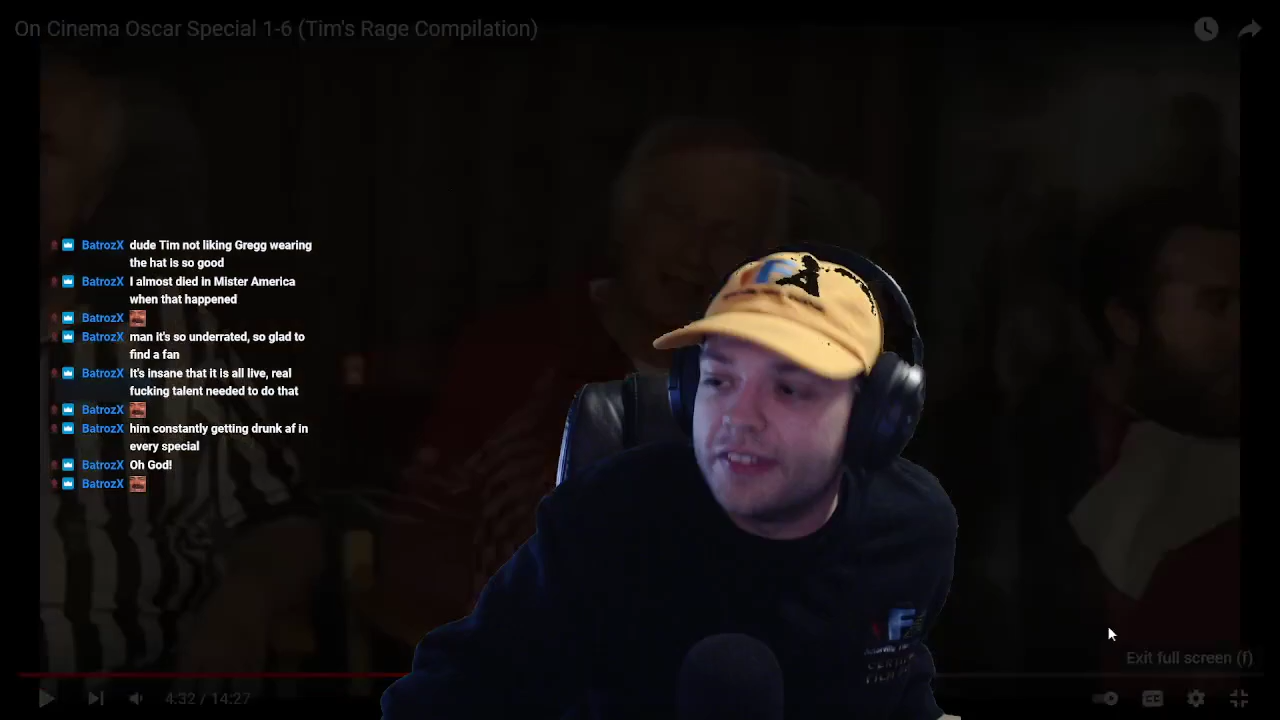 On Cinema Oscar Special 1-6 (Tim's Rage Compilation)
BatrozX dude Tim not liking Gregg wearing
the hat is so good
BatrozX I almost died in Mister America
when that happened
BatrozX
BatrozX man it's so underrated, so glad to
find a fan
BatrozX It's insane that it is all live, real
fucking talent needed to do that
BatrozX
BatrozX him constantly getting drunk af in
every special
BatrozX Oh God!
BatrozX
F
F
Exit full screen (f)
4:32 / 14:27
CC